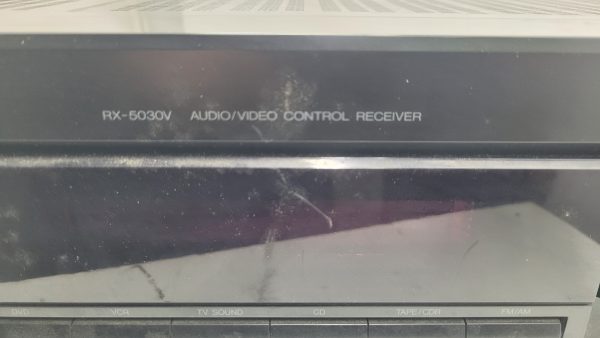 RX-5030V AUDIO/VIDEO CONTROL RECEIVER
DVD VCR TV SOUND CD TAPE/CDR FM/AM